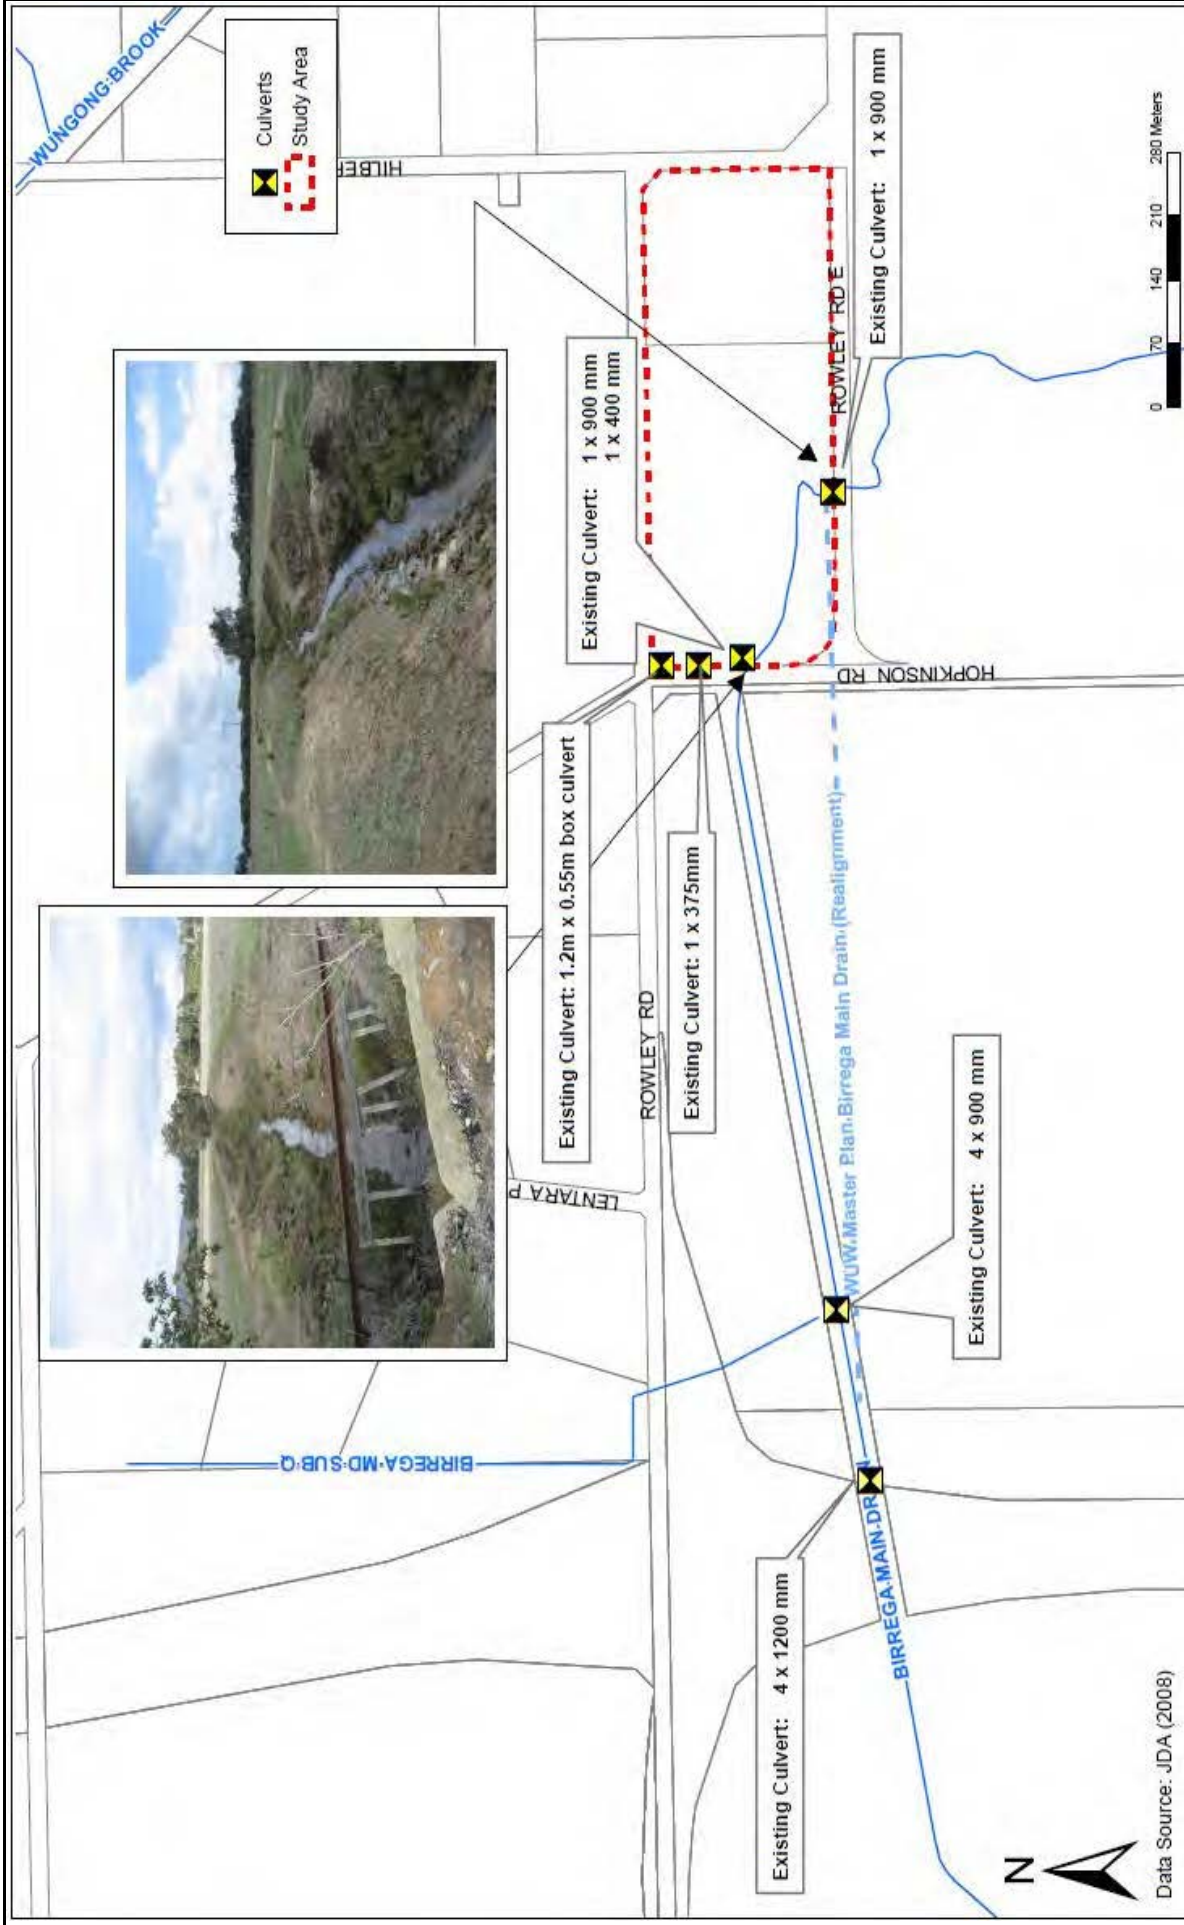 WUNGONG BROOK
Culverts
Study Area
HILBER
Existing Culvert: 1 x 900 mm
1 x 400 mm
ROWLEY RD E
Existing Culvert: 1 x 900 mm
HOPKINSON RD
Existing Culvert: 1.2m x 0.55m box culvert
Existing Culvert: 1 x 375mm
ROWLEY RD
LENTARA P
WUW Master Plan Birrega Main Drain (Realignment)
Existing Culvert: 4 x 900 mm
BIRREGA MD SUB Q
BIRREGA MAIN DR
Existing Culvert: 4 x 1200 mm
N
Data Source: JDA (2008)
0 70 140 210 280 Meters